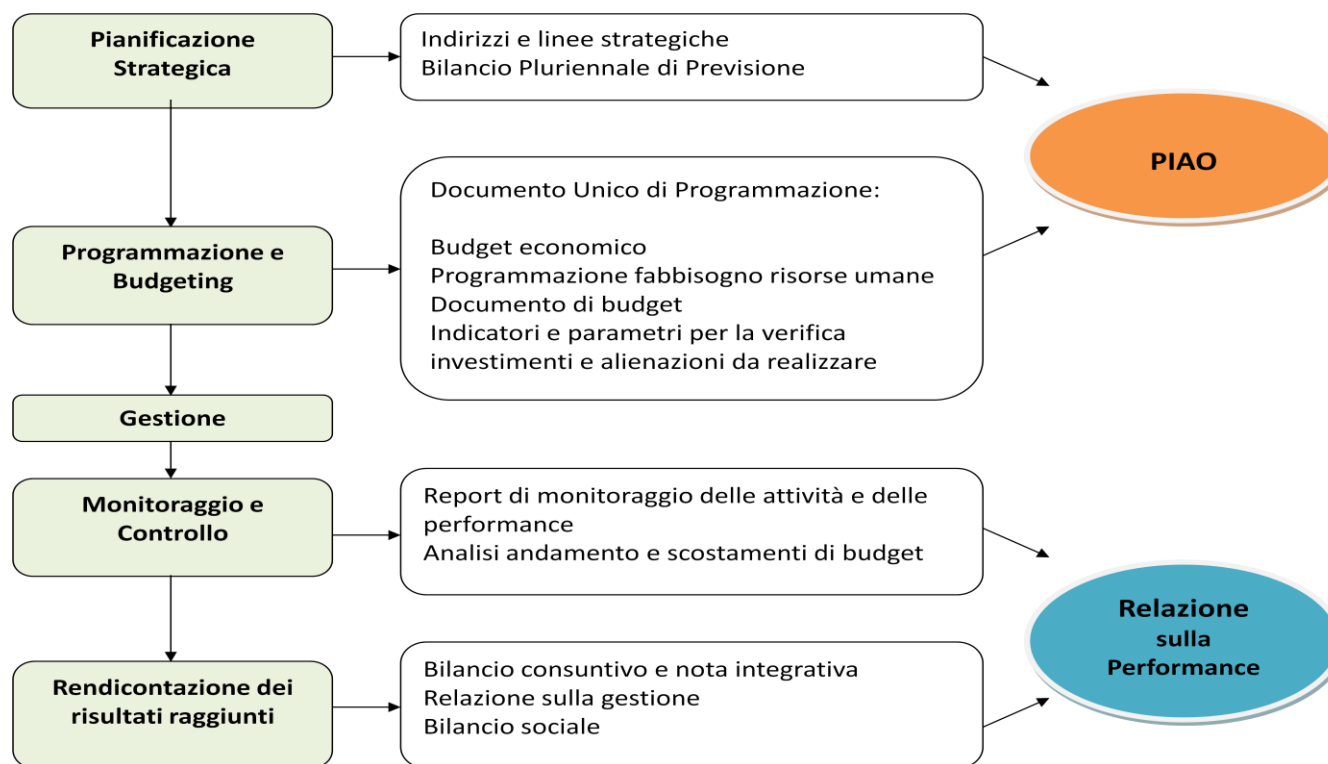 Pianificazione
Strategica
Indirizzi e linee strategiche
Bilancio Pluriennale di Previsione
PIAO
Programmazione e
Budgeting
Documento Unico di Programmazione:
Budget economico
Programmazione fabbisogno risorse umane
Documento di budget
Indicatori e parametri per la verifica
investimenti e alienazioni da realizzare
Gestione
Monitoraggio e
Controllo
Report di monitoraggio delle attività e delle
performance
Analisi andamento e scostamenti di budget
Relazione
sulla
Performance
Rendicontazione dei
risultati raggiunti
Bilancio consuntivo e nota integrativa
Relazione sulla gestione
Bilancio sociale